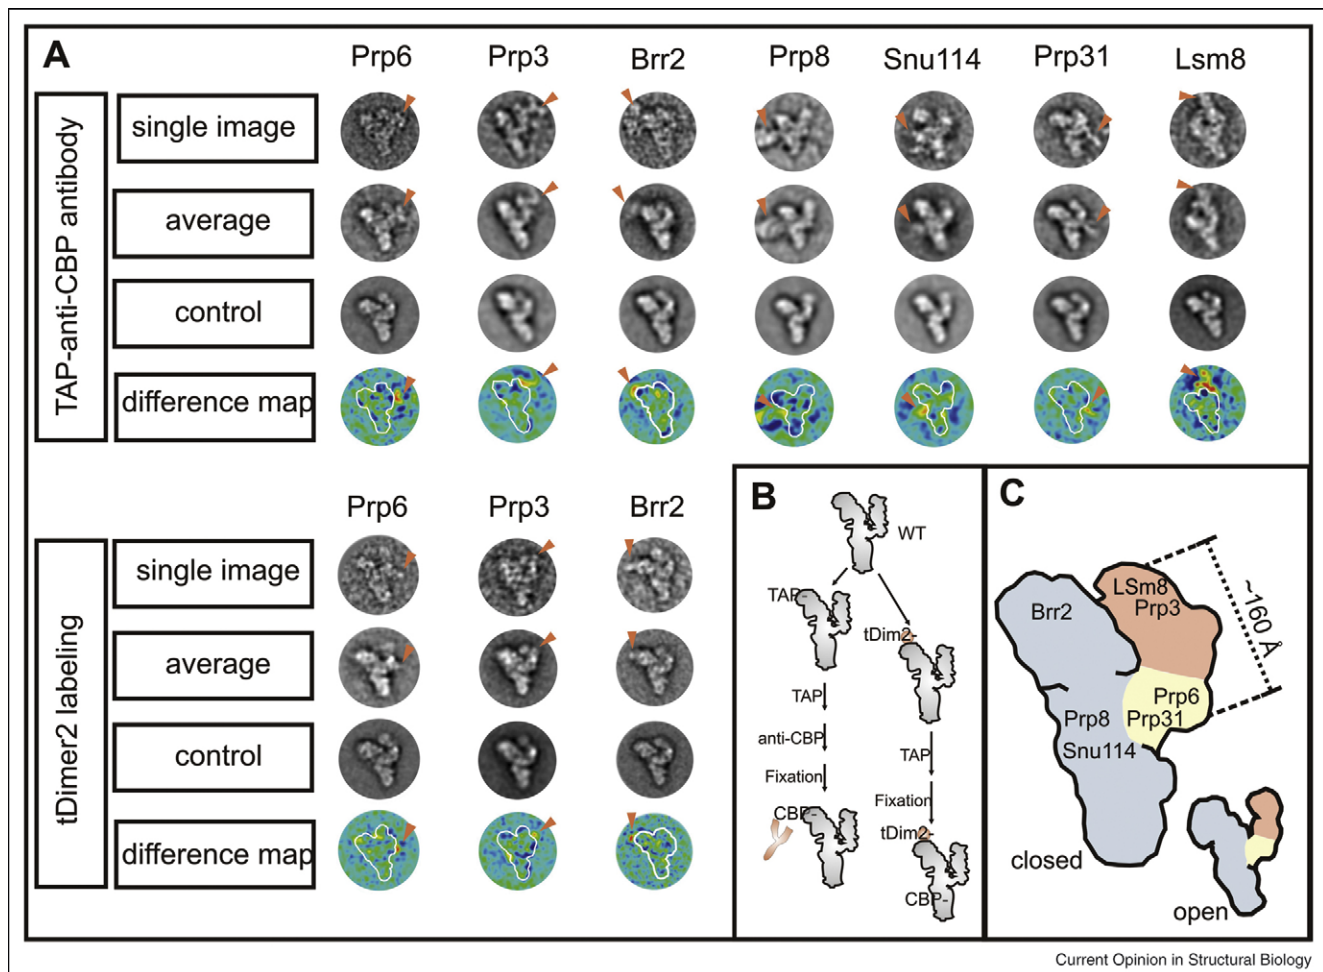 A
Prp6 Prp3 Brr2 Prp8 Snu114 Prp31 Lsm8
TAP-anti-CBP antibody
single image
average
control
difference map
Prp6 Prp3 Brr2
tDimer2 labeling
single image
average
control
difference map
B
WT
TAP-
tDim2-
TAP
anti-CBP
TAP
Fixation
Fixation
CBP-
tDim2-
CBP-
C
LSm8
Brr2
Prp3
~160 Å
Prp6
Prp8
Prp31
Snu114
closed
open
Current Opinion in Structural Biology